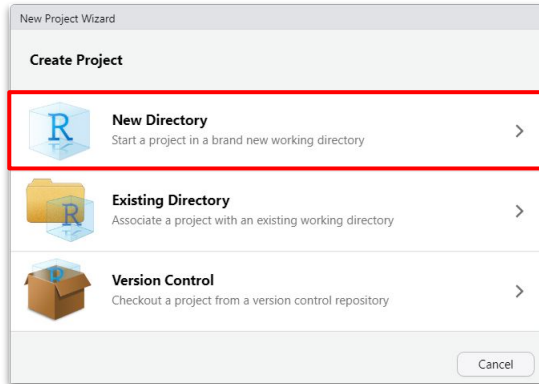 New Project Wizard
Create Project
R
New Directory
Start a project in a brand new working directory
R
Existing Directory
Associate a project with an existing working directory
R
Version Control
Checkout a project from a version control repository
Cancel